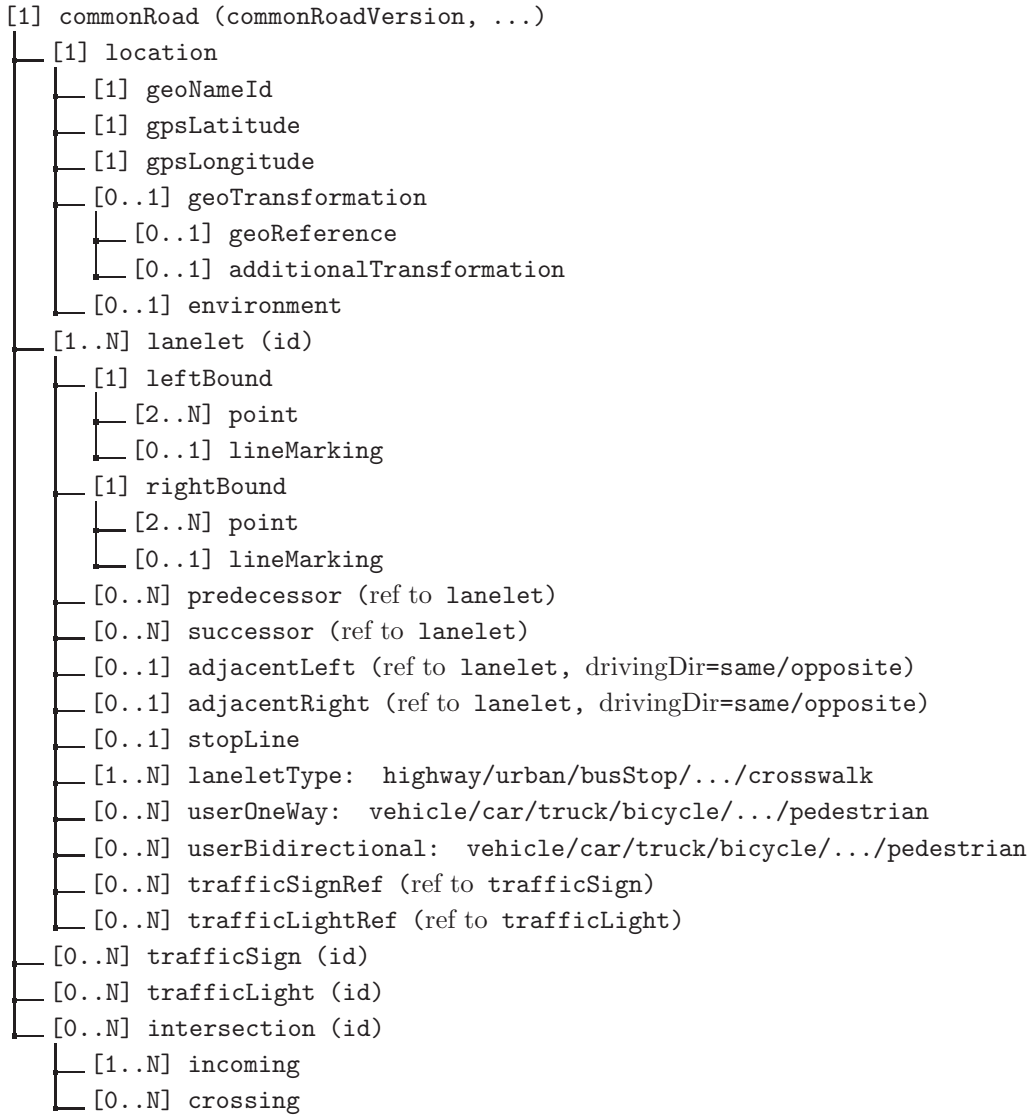 [1] commonRoad (commonRoadVersion, ...)
[1] location
[1] geoNameId
[1] gpsLatitude
[1] gpsLongitude
[0..1] geoTransformation
[0..1] geoReference
[0..1] additionalTransformation
[0..1] environment
[1..N] lanelet (id)
[1] leftBound
[2..N] point
[0..1] lineMarking
[1] rightBound
[2..N] point
[0..1] lineMarking
[0..N] predecessor (ref to lanelet)
[0..N] successor (ref to lanelet)
[0..1] adjacentLeft (ref to lanelet, drivingDir=same/opposite)
[0..1] adjacentRight (ref to lanelet, drivingDir=same/opposite)
[0..1] stopLine
[1..N] laneletType: highway/urban/busStop/.../crosswalk
[0..N] userOneWay: vehicle/car/truck/bicycle/.../pedestrian
[0..N] userBidirectional: vehicle/car/truck/bicycle/.../pedestrian
[0..N] trafficSignRef (ref to trafficSign)
[0..N] trafficLightRef (ref to trafficLight)
[0..N] trafficSign (id)
[0..N] trafficLight (id)
[0..N] intersection (id)
[1..N] incoming
[0..N] crossing